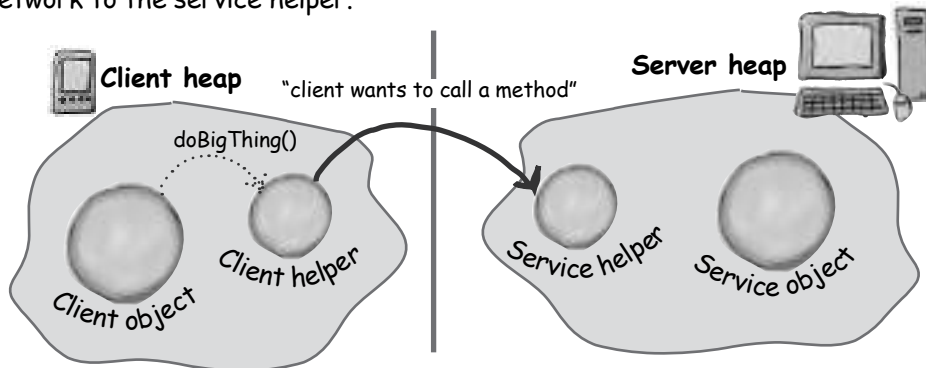 network to the service helper.
Client heap
"client wants to call a method"
Server heap
doBigThing()
Client object
Client helper
Service helper
Service object